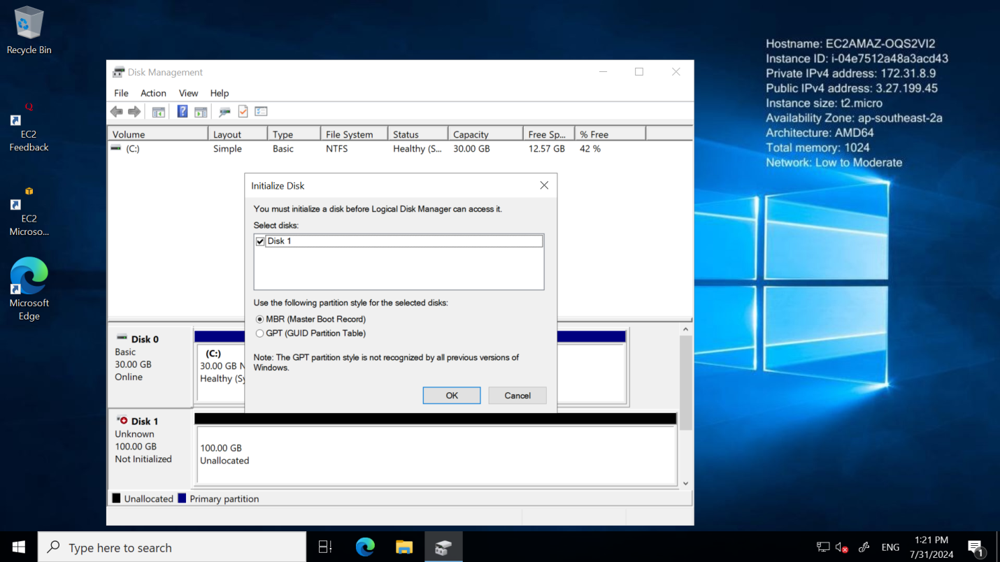 Recycle Bin
EC2
Feedback
EC2
Microso...
Microsoft
Edge
Hostname: EC2AMAZ-OQS2VI2
Instance ID: i-04e7512a48a3acd43
Private IPv4 address: 172.31.8.9
Public IPv4 address: 3.27.199.45
Instance size: t2.micro
Availability Zone: ap-southeast-2a
Architecture: AMD64
Total memory: 1024
Network: Low to Moderate
Disk Management
File Action View Help
Volume Layout Type File System Status Capacity Free Sp... % Free
(C:) Simple Basic NTFS Healthy (S... 30.00 GB 12.57 GB 42 %
Initialize Disk
You must initialize a disk before Logical Disk Manager can access it.
Select disks:
Disk 1
Use the following partition style for the selected disks:
MBR (Master Boot Record)
GPT (GUID Partition Table)
Note: The GPT partition style is not recognized by all previous versions of
Windows.
OK Cancel
Disk 0
Basic
30.00 GB
Online
(C:)
30.00 GB N
Healthy (Sy
Disk 1
Unknown
100.00 GB
Not Initialized
100.00 GB
Unallocated
Unallocated Primary partition
Type here to search
ENG
1:21 PM
7/31/2024
1